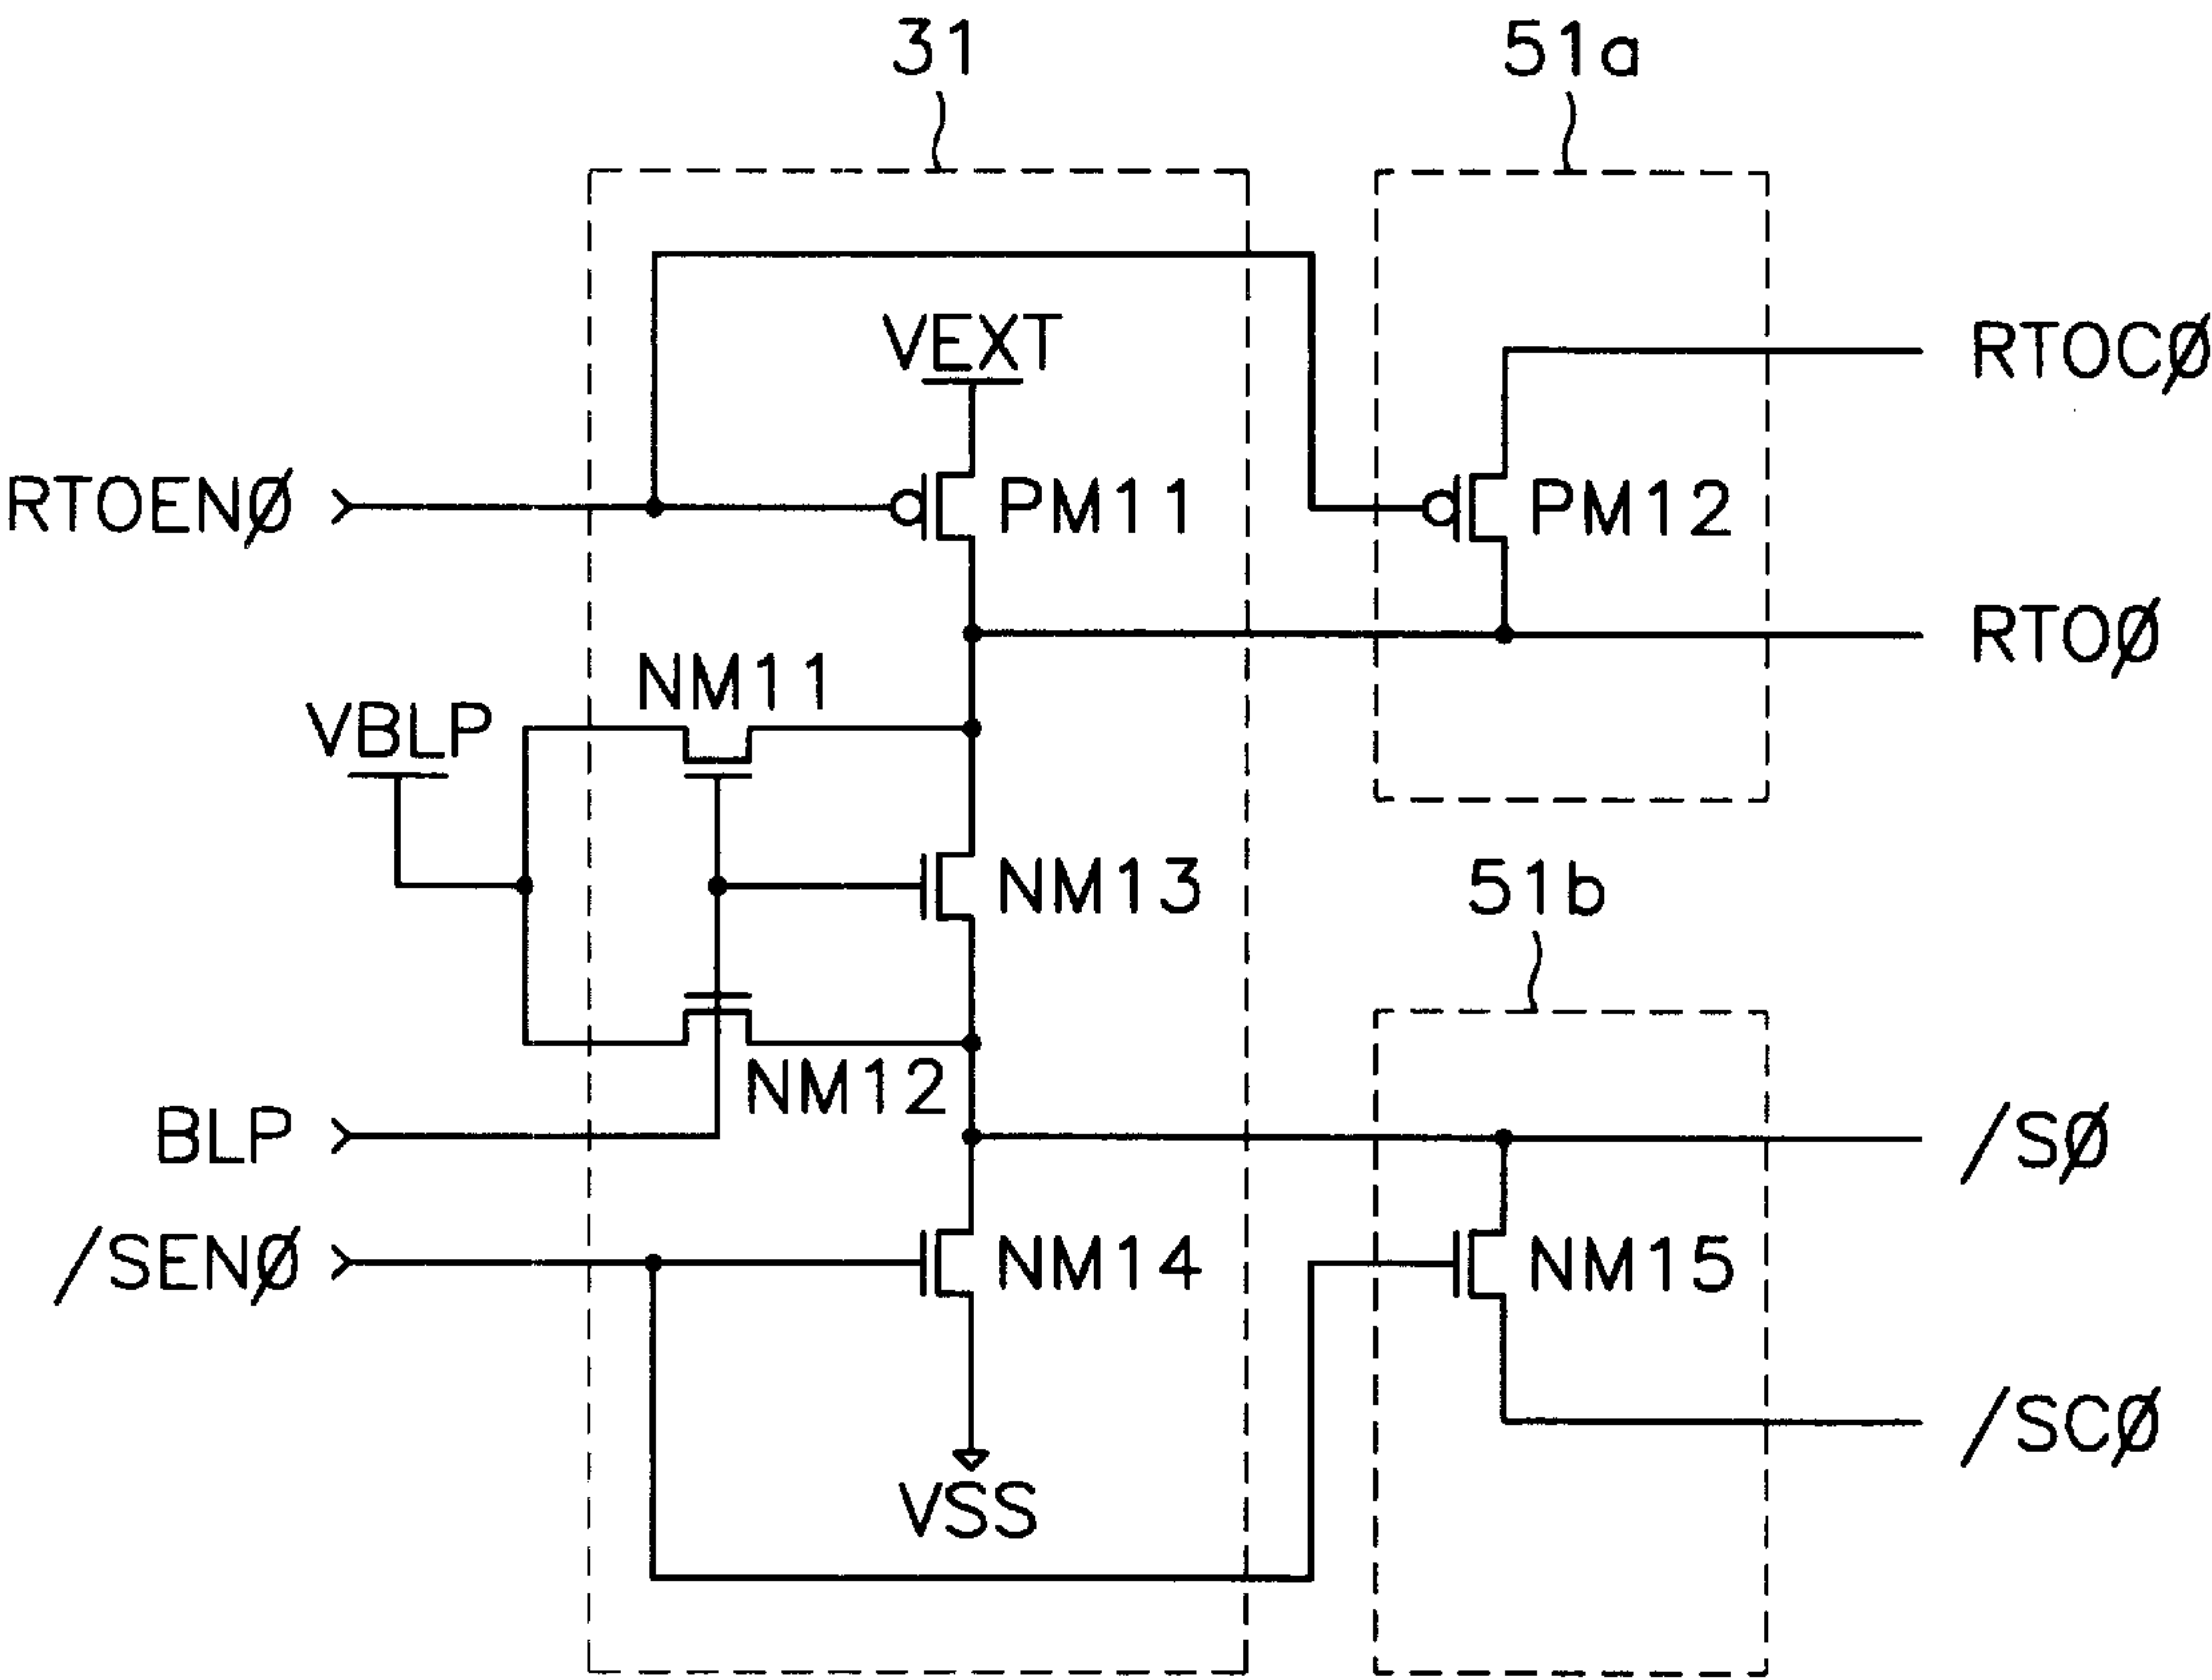 31
51a
VEXT
RTOCØ
RTOENØ
PM11
PM12
RTOØ
NM11
VBLP
NM13
51b
NM12
BLP
/SØ
/SENØ
NM14
NM15
/SCØ
VSS